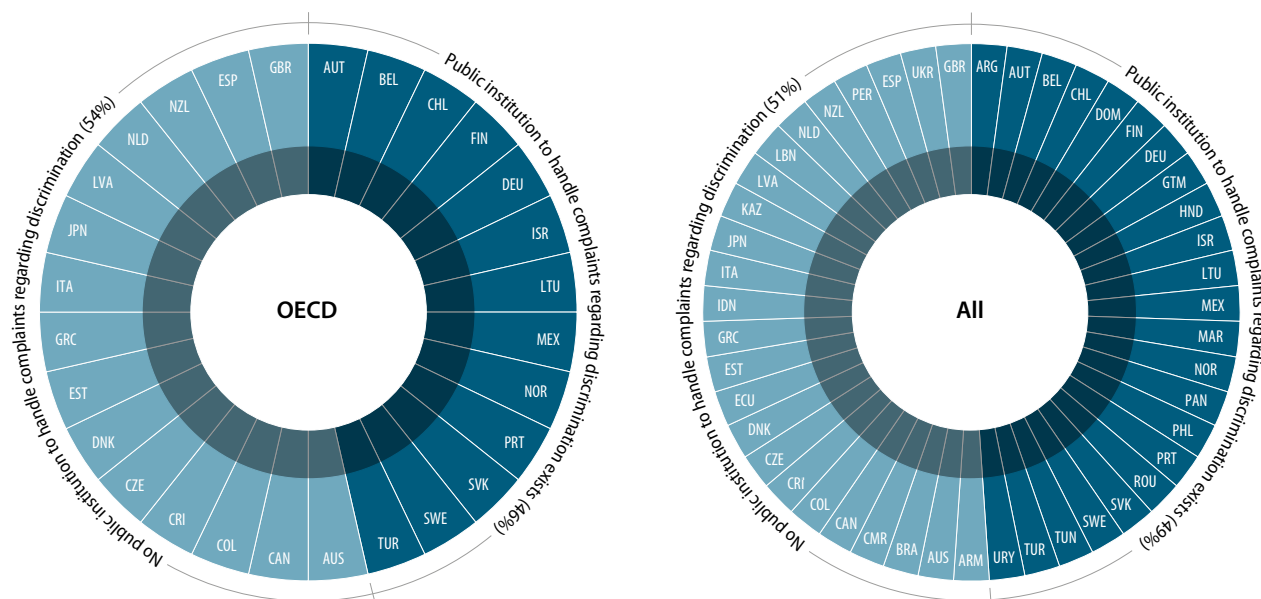 Public institution to handle complaints regarding discrimination exists (46%)
No public institution to handle complaints regarding discrimination (54%)
OECD
AUT
BEL
CHL
FIN
DEU
ISR
LTU
MEX
NOR
PRT
SVK
SWE
TUR
AUS
CAN
COL
CRI
CZE
DNK
EST
GRC
ITA
JPN
LVA
NLD
NZL
ESP
GBR
Public institution to handle complaints regarding discrimination exists (49%)
No public institution to handle complaints regarding discrimination (51%)
All
ARG
AUT
BEL
CHL
DOM
FIN
DEU
GTM
HND
ISR
LTU
MEX
MAR
NOR
PAN
PHL
PRT
ROU
SVK
SWE
TUN
TUR
URY
ARM
AUS
BRA
CMR
CAN
COL
CRI
CZE
DNK
ECU
EST
GRC
IDN
ITA
JPN
KAZ
LVA
LBN
NLD
NZL
PER
ESP
UKR
GBR